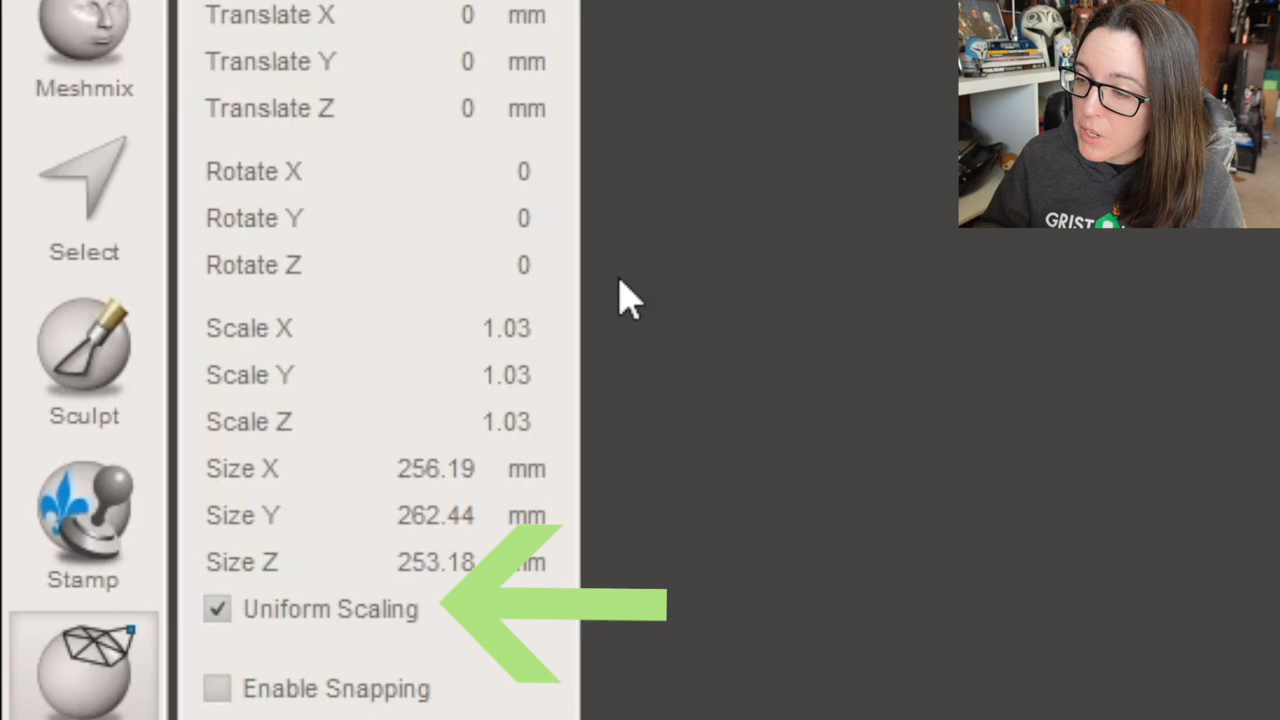 Meshmix
Select
Sculpt
Stamp
Translate X 0 mm
Translate Y 0 mm
Translate Z 0 mm
Rotate X 0
Rotate Y 0
Rotate Z 0
Scale X 1.03
Scale Y 1.03
Scale Z 1.03
Size X 256.19 mm
Size Y 262.44 mm
Size Z 253.18 mm
Uniform Scaling
Enable Snapping
GRIST